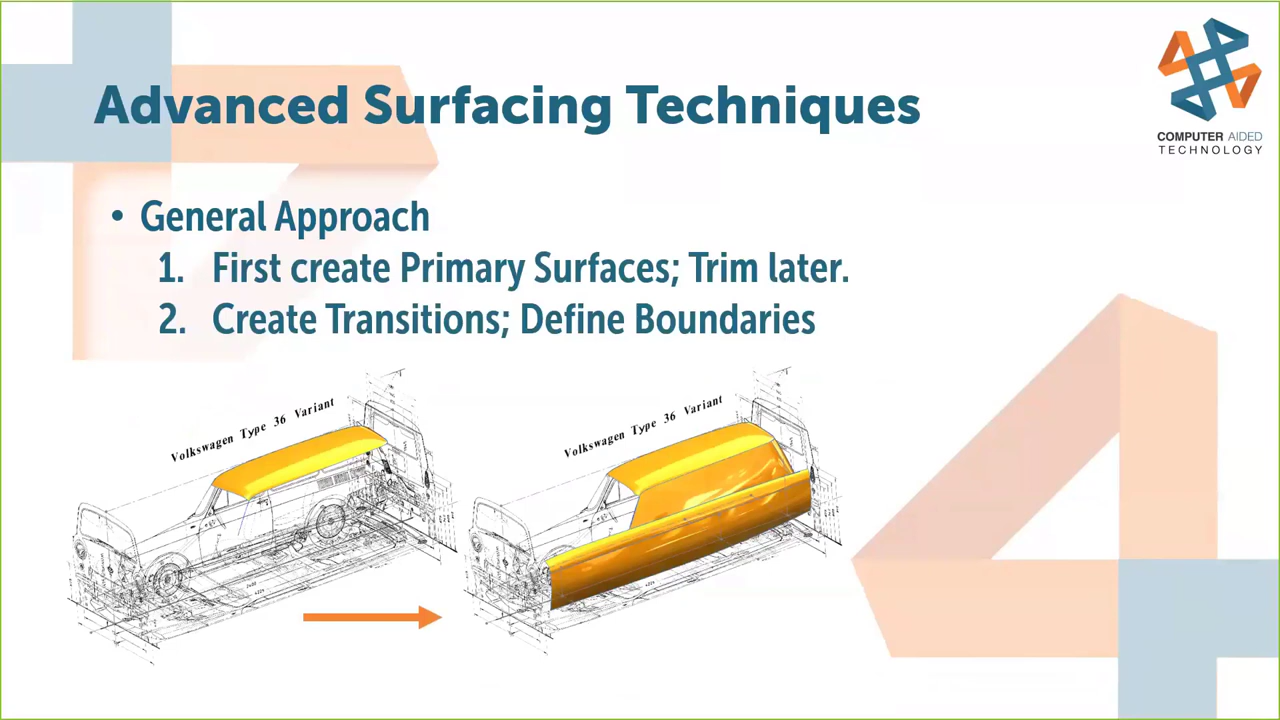 Advanced Surfacing Techniques
COMPUTER AIDED
TECHNOLOGY
• General Approach
1. First create Primary Surfaces; Trim later.
2. Create Transitions; Define Boundaries
Volkswagen Type 36 Variant
Volkswagen Type 36 Variant